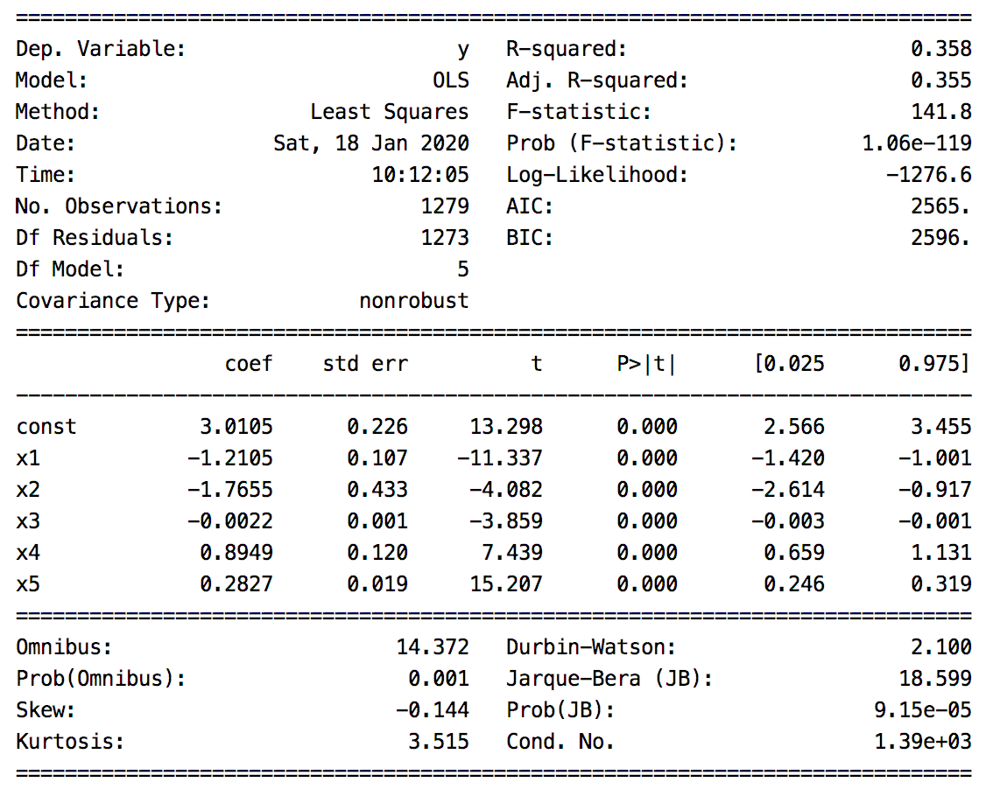 ==============================================================================
Dep. Variable:                      y   R-squared:                       0.358
Model:                            OLS   Adj. R-squared:                  0.355
Method:                 Least Squares   F-statistic:                     141.8
Date:                Sat, 18 Jan 2020   Prob (F-statistic):          1.06e-119
Time:                        10:12:05   Log-Likelihood:                -1276.6
No. Observations:                1279   AIC:                             2565.
Df Residuals:                    1273   BIC:                             2596.
Df Model:                           5
Covariance Type:            nonrobust
==============================================================================
                 coef    std err          t      P>|t|      [0.025      0.975]
------------------------------------------------------------------------------
const          3.0105      0.226     13.298      0.000       2.566       3.455
x1            -1.2105      0.107    -11.337      0.000      -1.420      -1.001
x2            -1.7655      0.433     -4.082      0.000      -2.614      -0.917
x3            -0.0022      0.001     -3.859      0.000      -0.003      -0.001
x4             0.8949      0.120      7.439      0.000       0.659       1.131
x5             0.2827      0.019     15.207      0.000       0.246       0.319
==============================================================================
Omnibus:                       14.372   Durbin-Watson:                   2.100
Prob(Omnibus):                  0.001   Jarque-Bera (JB):               18.599
Skew:                          -0.144   Prob(JB):                     9.15e-05
Kurtosis:                       3.515   Cond. No.                     1.39e+03
==============================================================================